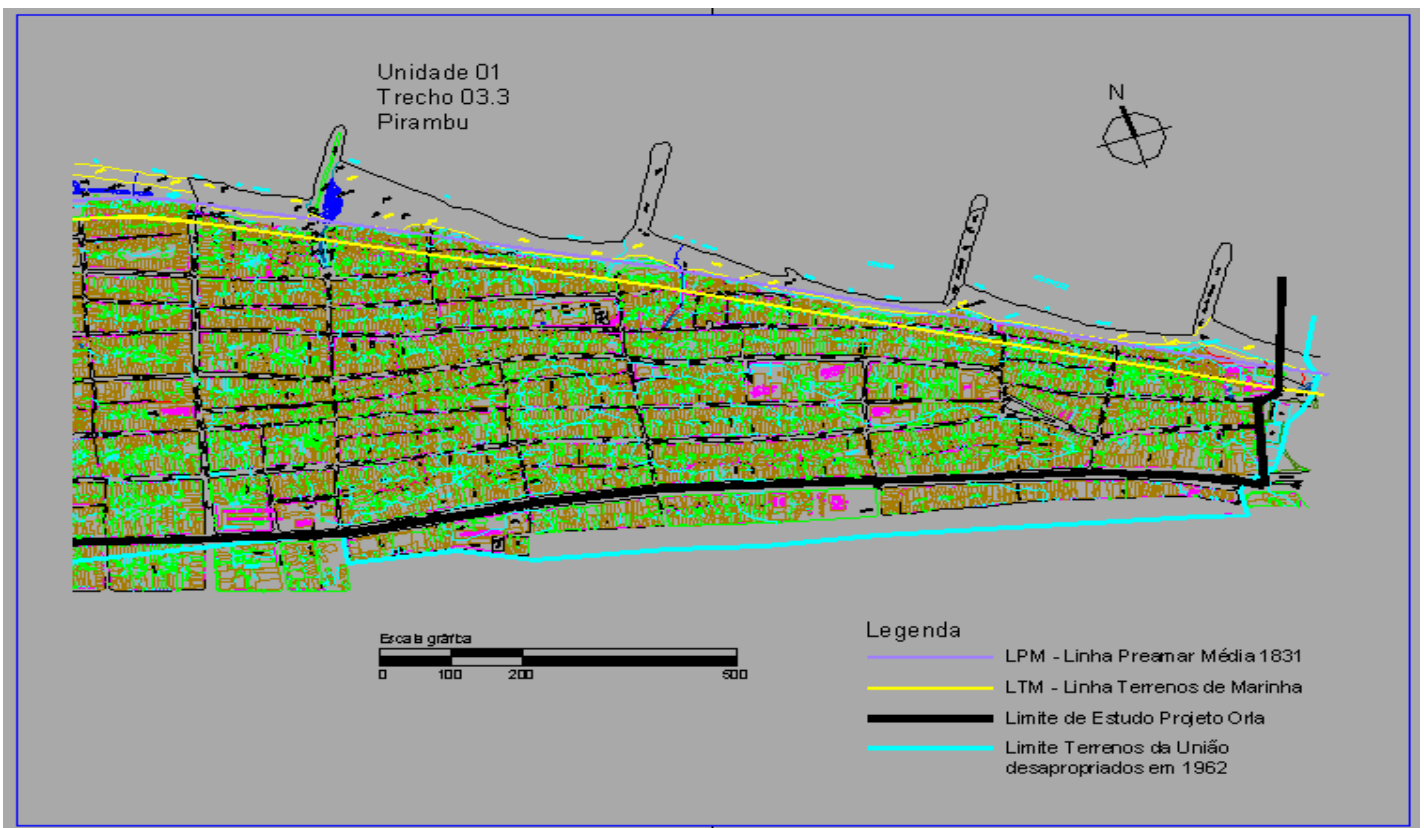 Unidade 01
Trecho 03.3
Pirambu
N
Escala gráfica
0 100 200 500
Legenda
LPM - Linha Preamar Média 1831
LTM - Linha Terrenos de Marinha
Limite de Estudo Projeto Orla
Limite Terrenos da União
desapropriados em 1962